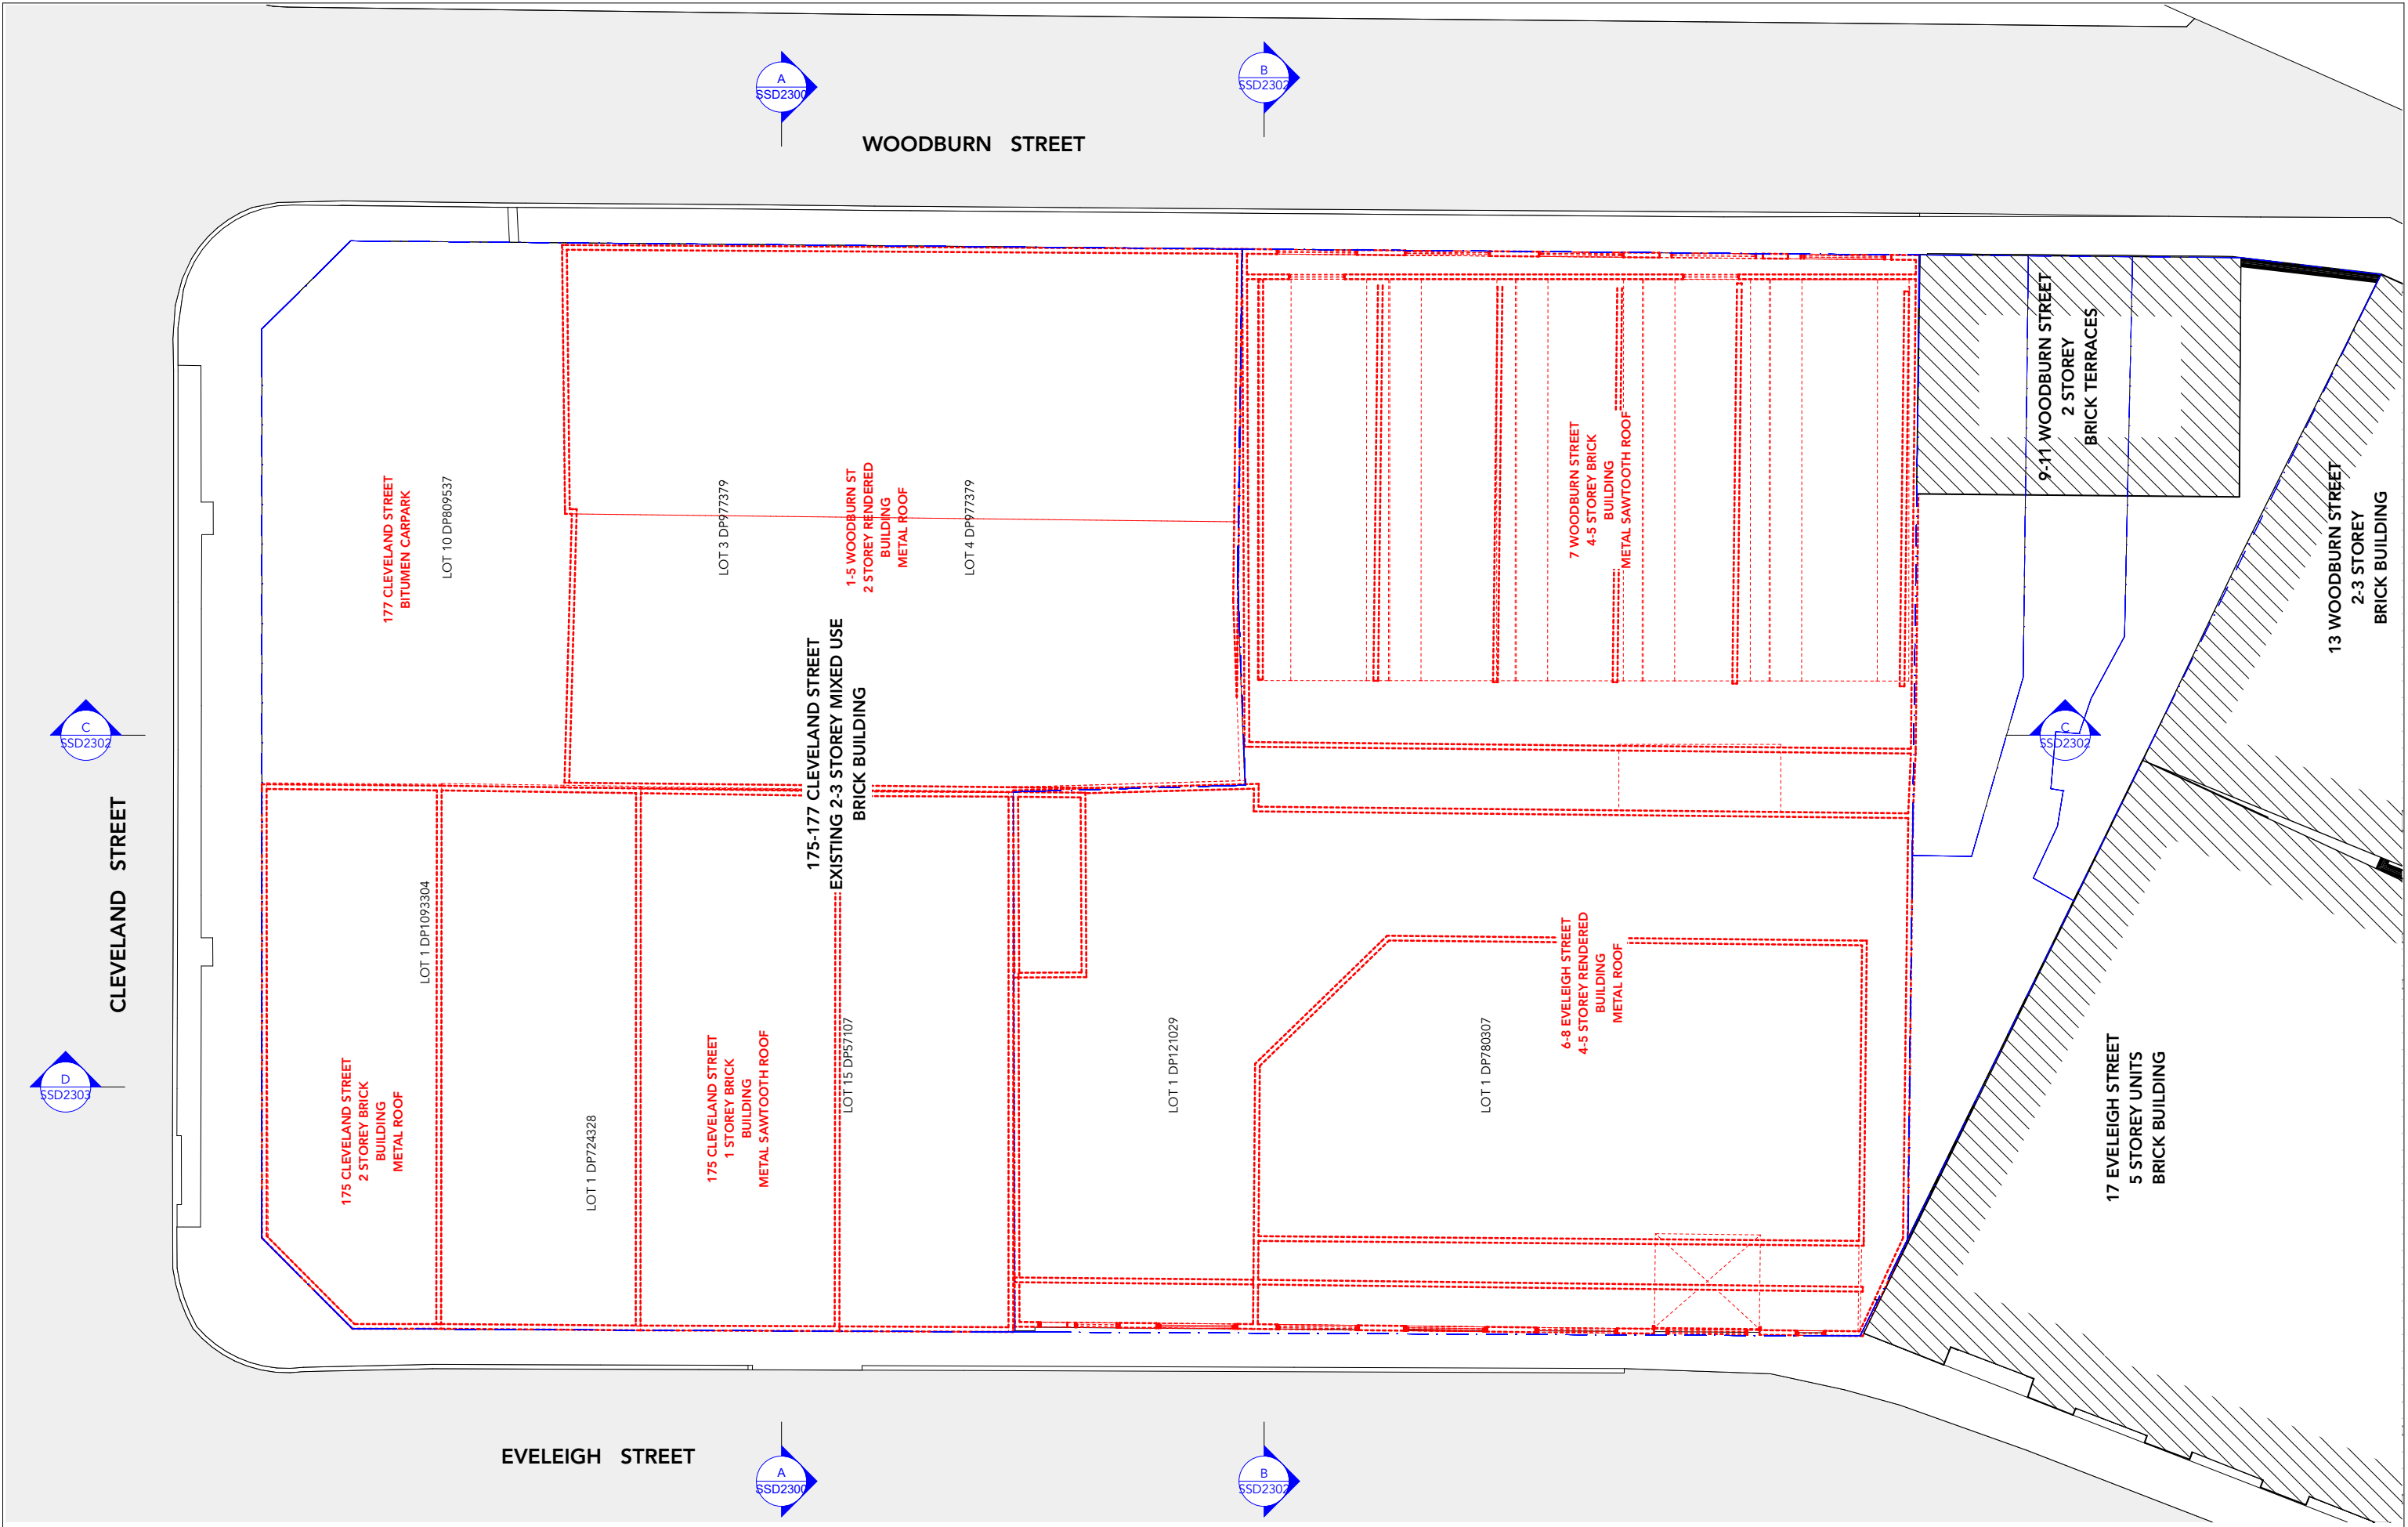 A
SSD2300
B
SSD2302
WOODBURN STREET
177 CLEVELAND STREET
BITUMEN CARPARK
LOT 10 DP809537
LOT 3 DP977379
1-5 WOODBURN ST
2 STOREY RENDERED
BUILDING
METAL ROOF
LOT 4 DP977379
7 WOODBURN STREET
4-5 STOREY BRICK
BUILDING
METAL SAWTOOTH ROOF
9-11 WOODBURN STREET
2 STOREY
BRICK TERRACES
13 WOODBURN STREET
2-3 STOREY
BRICK BUILDING
175-177 CLEVELAND STREET
EXISTING 2-3 STOREY MIXED USE
BRICK BUILDING
C
SSD2302
C
SSD2302
CLEVELAND STREET
D
SSD2303
LOT 1 DP1093304
175 CLEVELAND STREET
2 STOREY BRICK
BUILDING
METAL ROOF
LOT 1 DP724328
175 CLEVELAND STREET
1 STOREY BRICK
BUILDING
METAL SAWTOOTH ROOF
LOT 15 DP57107
LOT 1 DP121029
LOT 1 DP780307
6-8 EVELEIGH STREET
4-5 STOREY RENDERED
BUILDING
METAL ROOF
17 EVELEIGH STREET
5 STOREY UNITS
BRICK BUILDING
EVELEIGH STREET
A
SSD2300
B
SSD2302